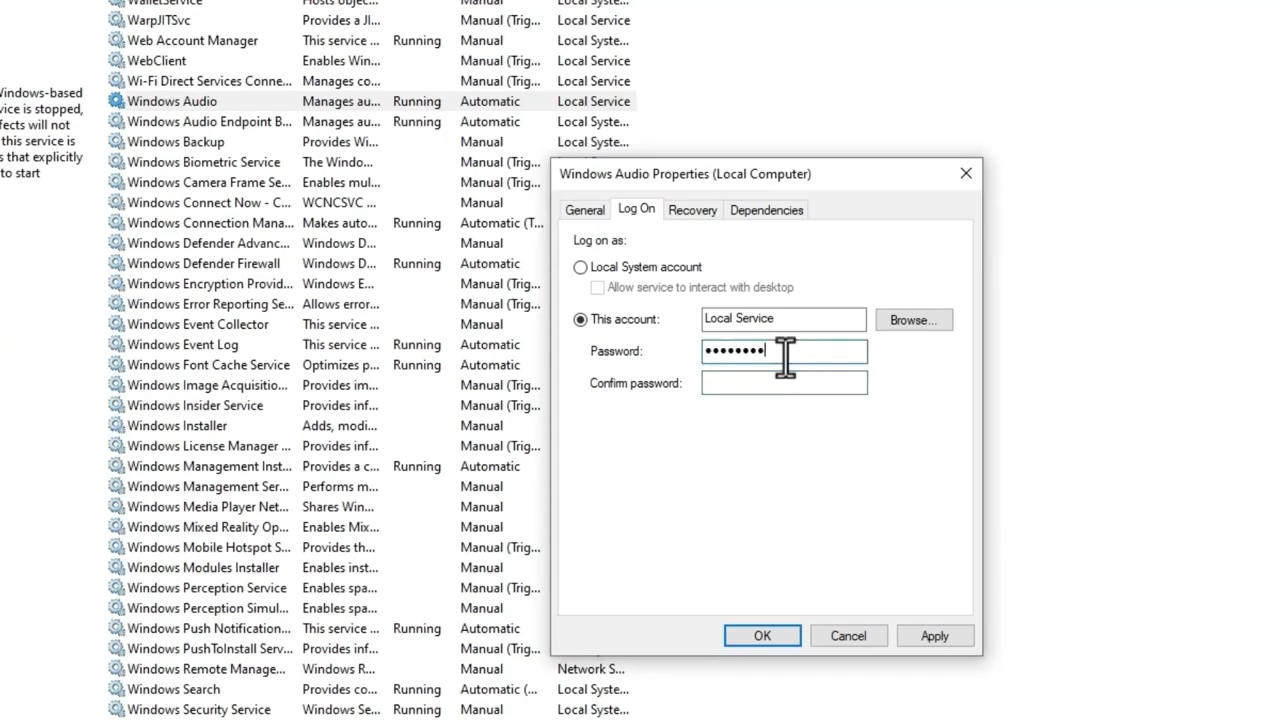 WalletService Hosts objec... Manual Local Syste...
WarpJITSvc Provides a JI... Manual (Trig... Local Service
Web Account Manager This service ... Running Manual Local Syste...
WebClient Enables Win... Manual (Trig... Local Service
Wi-Fi Direct Services Conne... Manages co... Manual (Trig... Local Service
Windows-based
vice is stopped,
fects will not
this service is
s that explicitly
to start
Windows Audio Manages au... Running Automatic Local Service
Windows Audio Endpoint B... Manages au... Running Automatic Local Syste...
Windows Backup Provides Wi... Manual Local Syste...
Windows Biometric Service The Windo... Manual (Trig...
Windows Camera Frame Se... Enables mul... Manual (Trig...
Windows Connect Now - C... WCNCSVC ... Manual
Windows Connection Mana... Makes auto... Running Automatic (T...
Windows Defender Advanc... Windows D... Manual
Windows Defender Firewall Windows D... Running Automatic
Windows Encryption Provid... Windows E... Manual (Trig...
Windows Error Reporting Se... Allows error... Manual (Trig...
Windows Event Collector This service ... Manual
Windows Event Log This service ... Running Automatic
Windows Font Cache Service Optimizes p... Running Automatic
Windows Image Acquisitio... Provides im... Manual (Trig...
Windows Insider Service Provides inf... Manual (Trig...
Windows Installer Adds, modi... Manual
Windows License Manager ... Provides inf... Manual (Trig...
Windows Management Inst... Provides a c... Running Automatic
Windows Management Ser... Performs m... Manual
Windows Media Player Net... Shares Win... Manual
Windows Mixed Reality Op... Enables Mix... Manual
Windows Mobile Hotspot S... Provides th... Manual (Trig...
Windows Modules Installer Enables inst... Manual
Windows Perception Service Enables spa... Manual (Trig...
Windows Perception Simul... Enables spa... Manual
Windows Push Notification... This service ... Running Automatic
Windows PushToInstall Serv... Provides inf... Manual (Trig...
Windows Remote Manage... Windows R... Manual Network S...
Windows Search Provides co... Running Automatic (... Local Syste...
Windows Security Service Windows Se... Running Manual Local Syste...
Windows Audio Properties (Local Computer)
General Log On Recovery Dependencies
Log on as:
Local System account
Allow service to interact with desktop
This account: Local Service Browse...
Password: ••••••••
Confirm password:
OK Cancel Apply